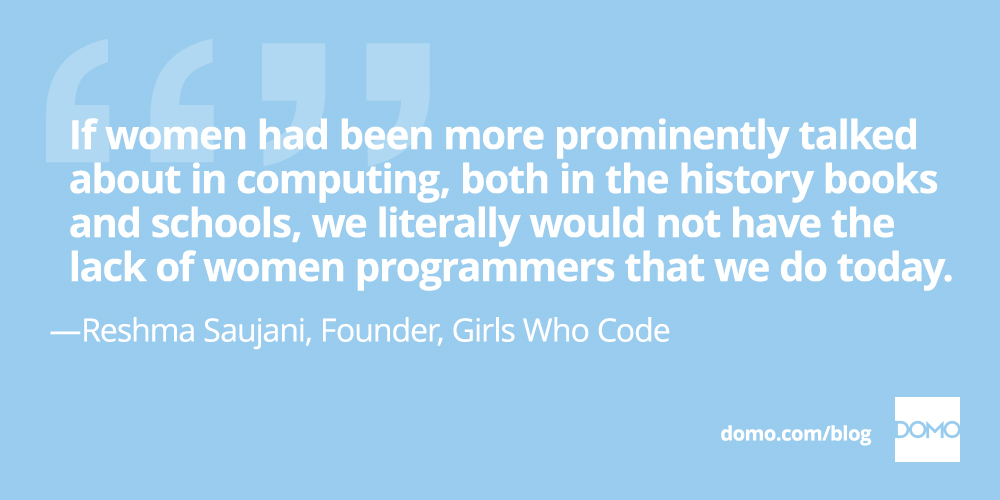 If women had been more prominently talked
about in computing, both in the history books
and schools, we literally would not have the
lack of women programmers that we do today.
—Reshma Saujani, Founder, Girls Who Code
domo.com/blog
DOMO